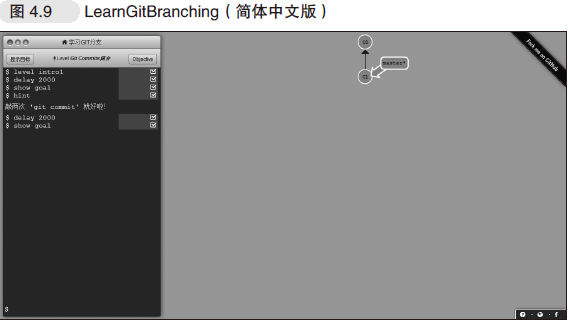 图 4.9 LearnGitBranching（简体中文版）
学习GIT分支
显示目标
Level Git Commits简介
Objective
$ level intro1
$ delay 2000
$ show goal
$ hint
敲两次 'git commit' 就好啦!
$ delay 2000
$ show goal
$
C0
master*
C1
Fork me on Github